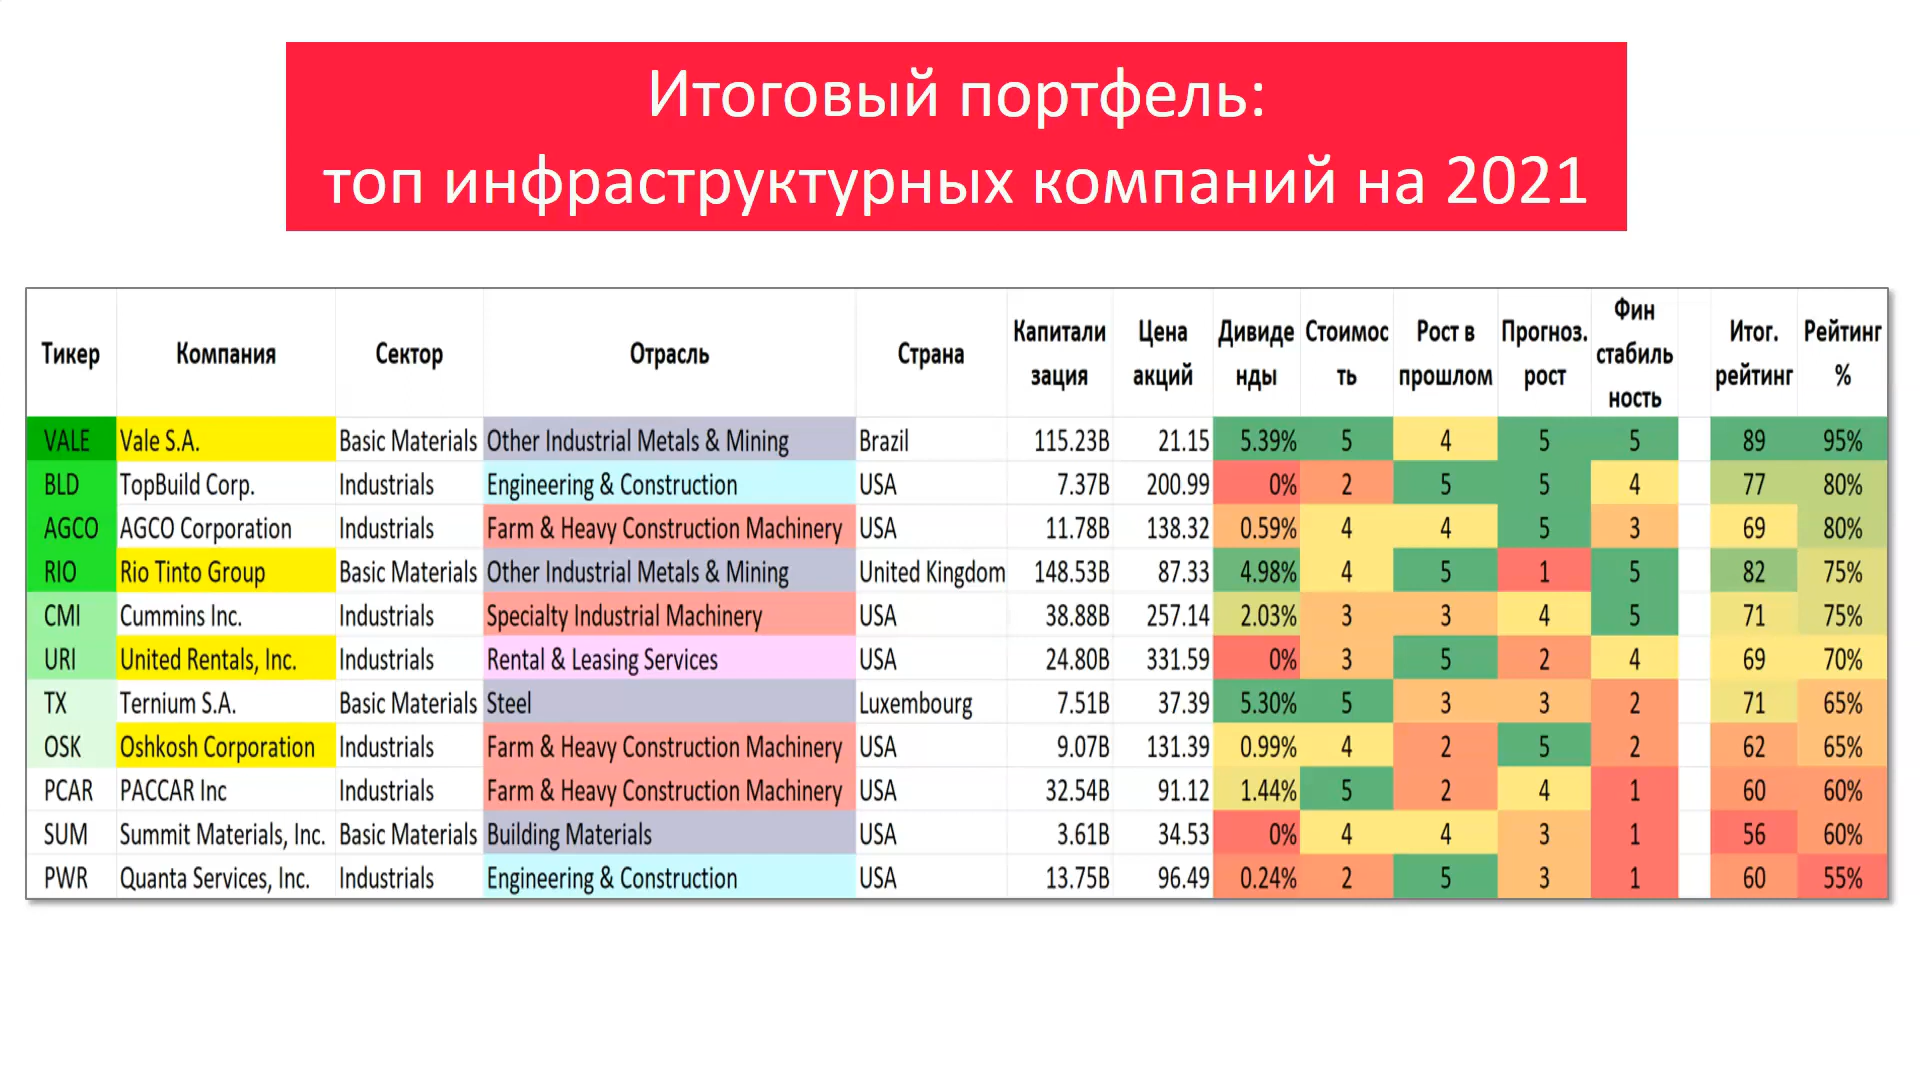 Итоговый портфель:
топ инфраструктурных компаний на 2021
Тикер Компания Сектор Отрасль Страна Капитали зация Цена акций Дивиде нды Стоимос ть Рост в прошлом Прогноз. рост Фин стабиль ность Итог. рейтинг Рейтинг %
VALE Vale S.A. Basic Materials Other Industrial Metals & Mining Brazil 115.23B 21.15 5.39% 5 4 5 5 89 95%
BLD TopBuild Corp. Industrials Engineering & Construction USA 7.37B 200.99 0% 2 5 5 4 77 80%
AGCO AGCO Corporation Industrials Farm & Heavy Construction Machinery USA 11.78B 138.32 0.59% 4 4 5 3 69 80%
RIO Rio Tinto Group Basic Materials Other Industrial Metals & Mining United Kingdom 148.53B 87.33 4.98% 4 5 1 5 82 75%
CMI Cummins Inc. Industrials Specialty Industrial Machinery USA 38.88B 257.14 2.03% 3 3 4 5 71 75%
URI United Rentals, Inc. Industrials Rental & Leasing Services USA 24.80B 331.59 0% 3 5 2 4 69 70%
TX Ternium S.A. Basic Materials Steel Luxembourg 7.51B 37.39 5.30% 5 3 3 2 71 65%
OSK Oshkosh Corporation Industrials Farm & Heavy Construction Machinery USA 9.07B 131.39 0.99% 4 2 5 2 62 65%
PCAR PACCAR Inc Industrials Farm & Heavy Construction Machinery USA 32.54B 91.12 1.44% 5 2 4 1 60 60%
SUM Summit Materials, Inc. Basic Materials Building Materials USA 3.61B 34.53 0% 4 4 3 1 56 60%
PWR Quanta Services, Inc. Industrials Engineering & Construction USA 13.75B 96.49 0.24% 2 5 3 1 60 55%